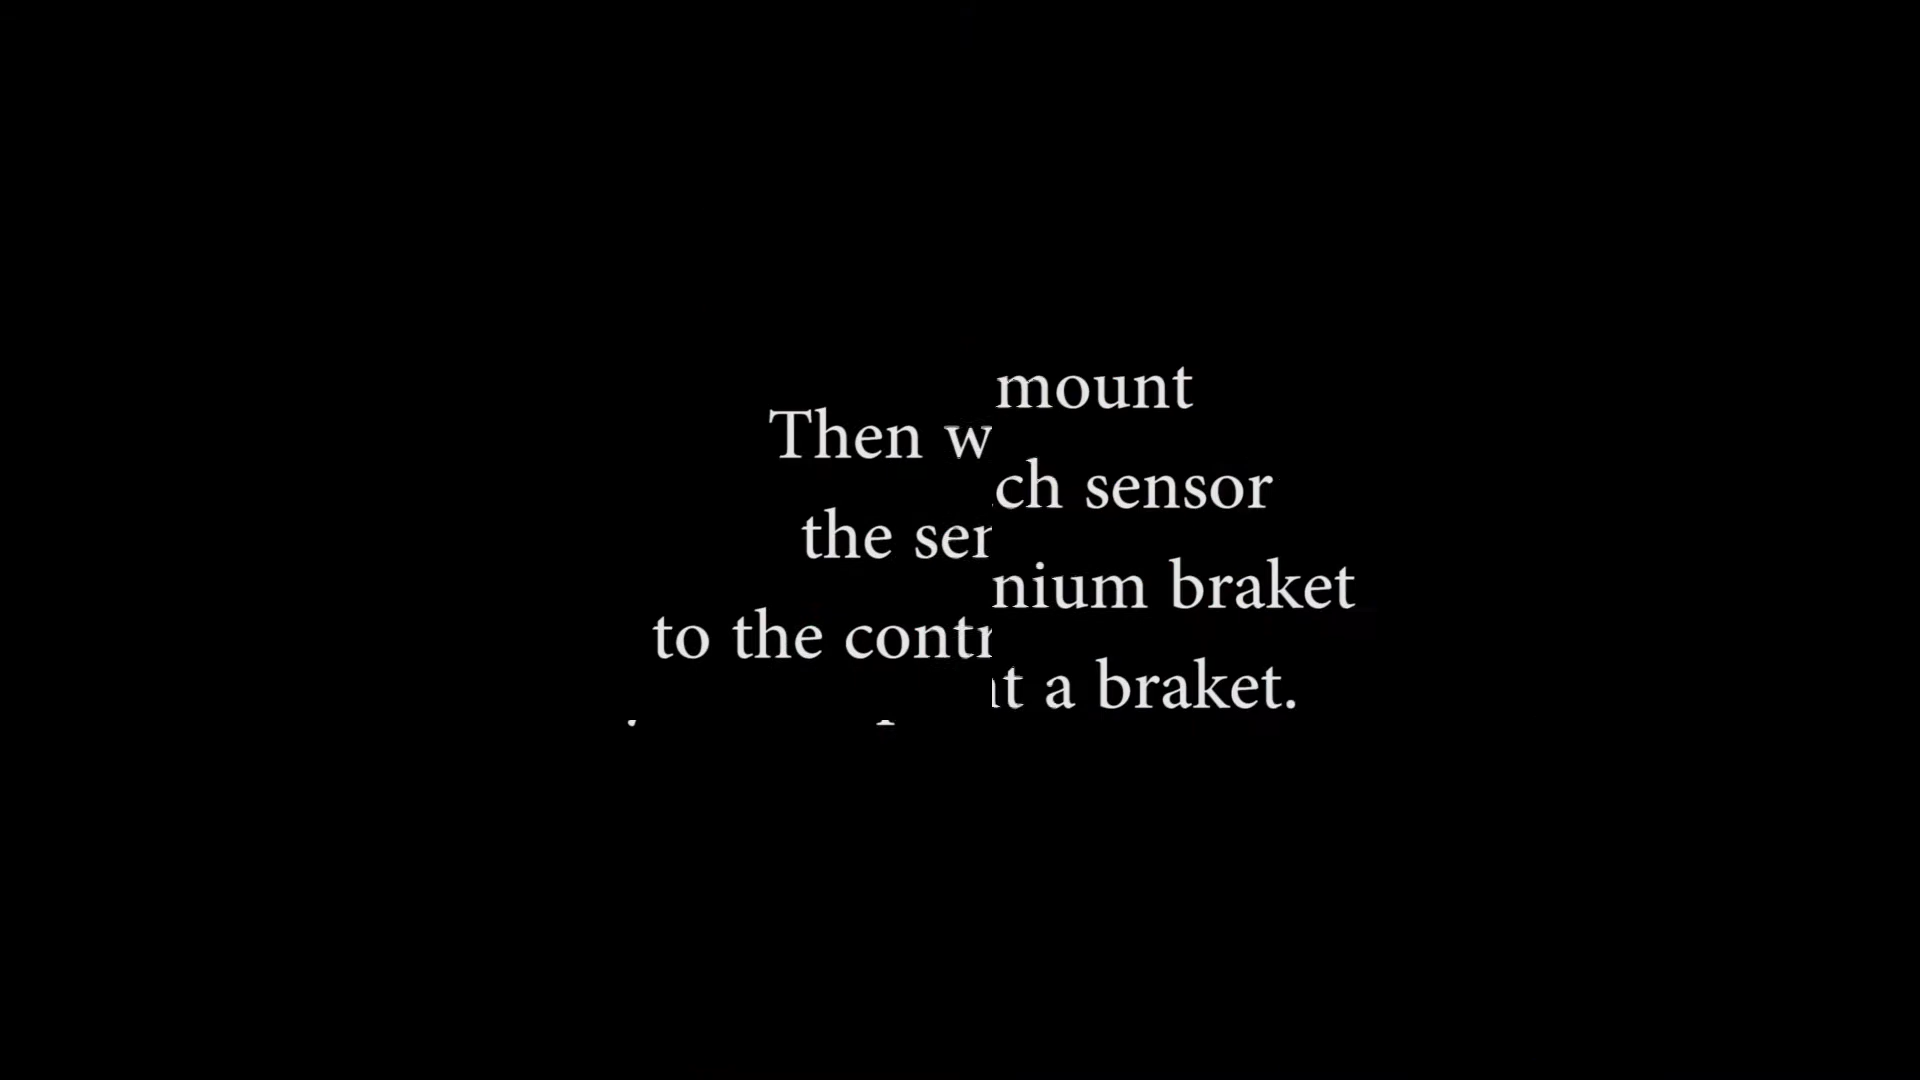 mount
Then w
ch sensor
the ser
nium braket
to the contr
t a braket.